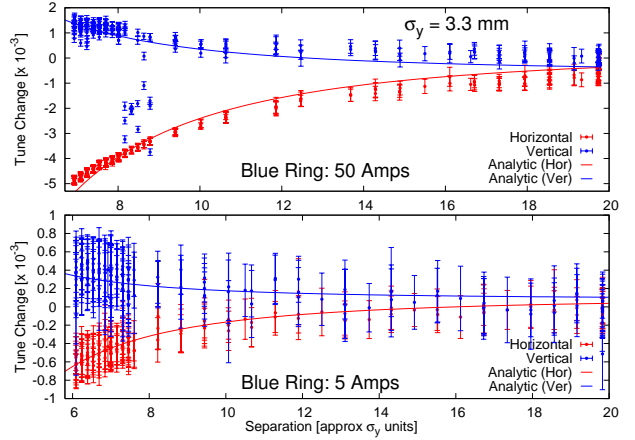 2
1
0
-1
-2
-3
-4
-5
Tune Change [x 10⁻³]
σy = 3.3 mm
Horizontal
Vertical
Analytic (Hor)
Analytic (Ver)
Blue Ring: 50 Amps
8 10 12 14 16 18 20
1
0.8
0.6
0.4
0.2
0
-0.2
-0.4
-0.6
-0.8
-1
Tune Change [x 10⁻³]
Horizontal
Vertical
Analytic (Hor)
Analytic (Ver)
Blue Ring: 5 Amps
6 8 10 12 14 16 18 20
Separation [approx σy units]